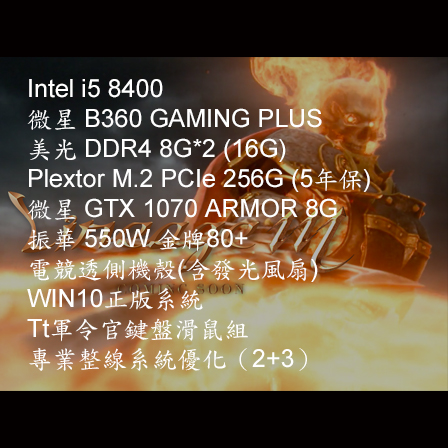 Intel i5 8400
微星 B360 GAMING PLUS
美光 DDR4 8G*2 (16G)
Plextor M.2 PCIe 256G (5年保)
微星 GTX 1070 ARMOR 8G
振華 550W 金牌80+
電競透側機殼(含發光風扇)
COMING SOON
WIN10正版系統
Tt軍令官鍵盤滑鼠組
專業整線系統優化（2+3）